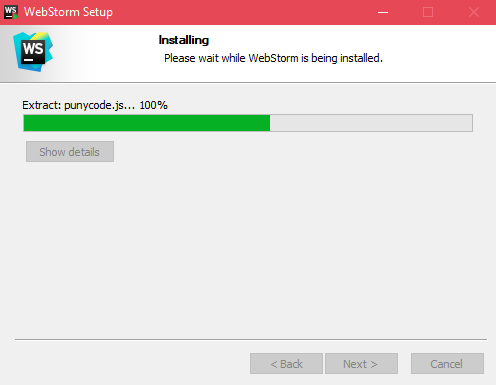 WS WebStorm Setup
WS
Installing
Please wait while WebStorm is being installed.
Extract: punycode.js... 100%
Show details
< Back
Next >
Cancel